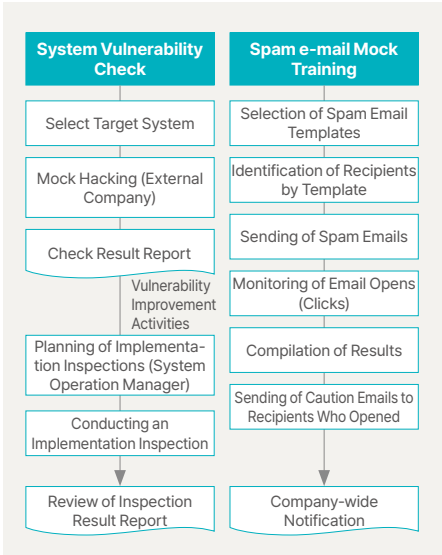 System Vulnerability
Check
Select Target System
Mock Hacking (External
Company)
Check Result Report
Vulnerability
Improvement
Activities
Planning of Implementa-
tion Inspections (System
Operation Manager)
Conducting an
Implementation Inspection
Review of Inspection
Result Report
Spam e-mail Mock
Training
Selection of Spam Email
Templates
Identification of Recipients
by Template
Sending of Spam Emails
Monitoring of Email Opens
(Clicks)
Compilation of Results
Sending of Caution Emails to
Recipients Who Opened
Company-wide
Notification